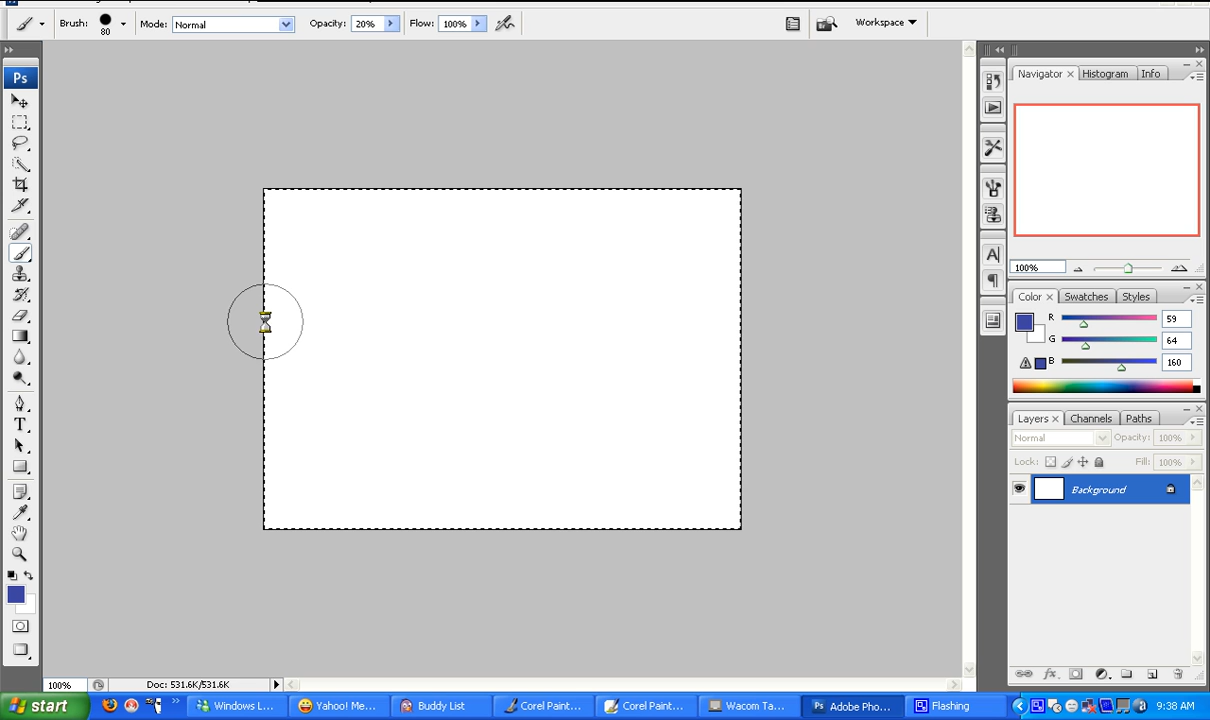 Brush: 80 Mode: Normal Opacity: 20% Flow: 100% Workspace
Ps
Navigator Histogram Info
100%
Color Swatches Styles
R 59
G 64
B 160
Layers Channels Paths
Normal Opacity: 100%
Lock: Fill: 100%
Background
T
A
100% Doc: 531.6K/531.6K
start Windows L... Yahoo! Me... Buddy List Corel Paint... Corel Paint... Wacom Ta... Ps Adobe Pho... Flashing 9:38 AM